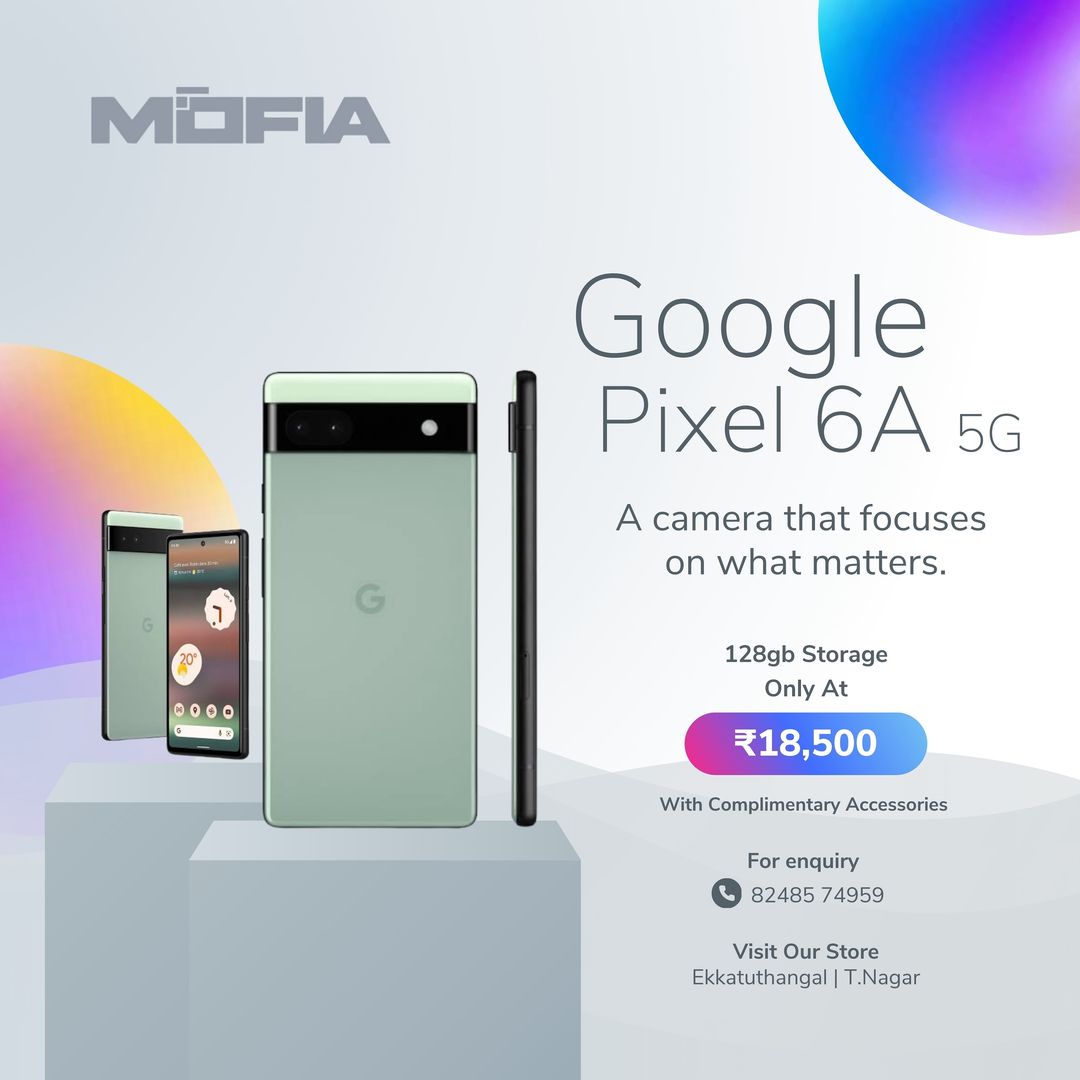 MOFIA
Google
Pixel 6A 5G
A camera that focuses
on what matters.
128gb Storage
Only At
₹18,500
With Complimentary Accessories
For enquiry
82485 74959
Visit Our Store
Ekkatuthangal | T.Nagar
G
G
20°
G